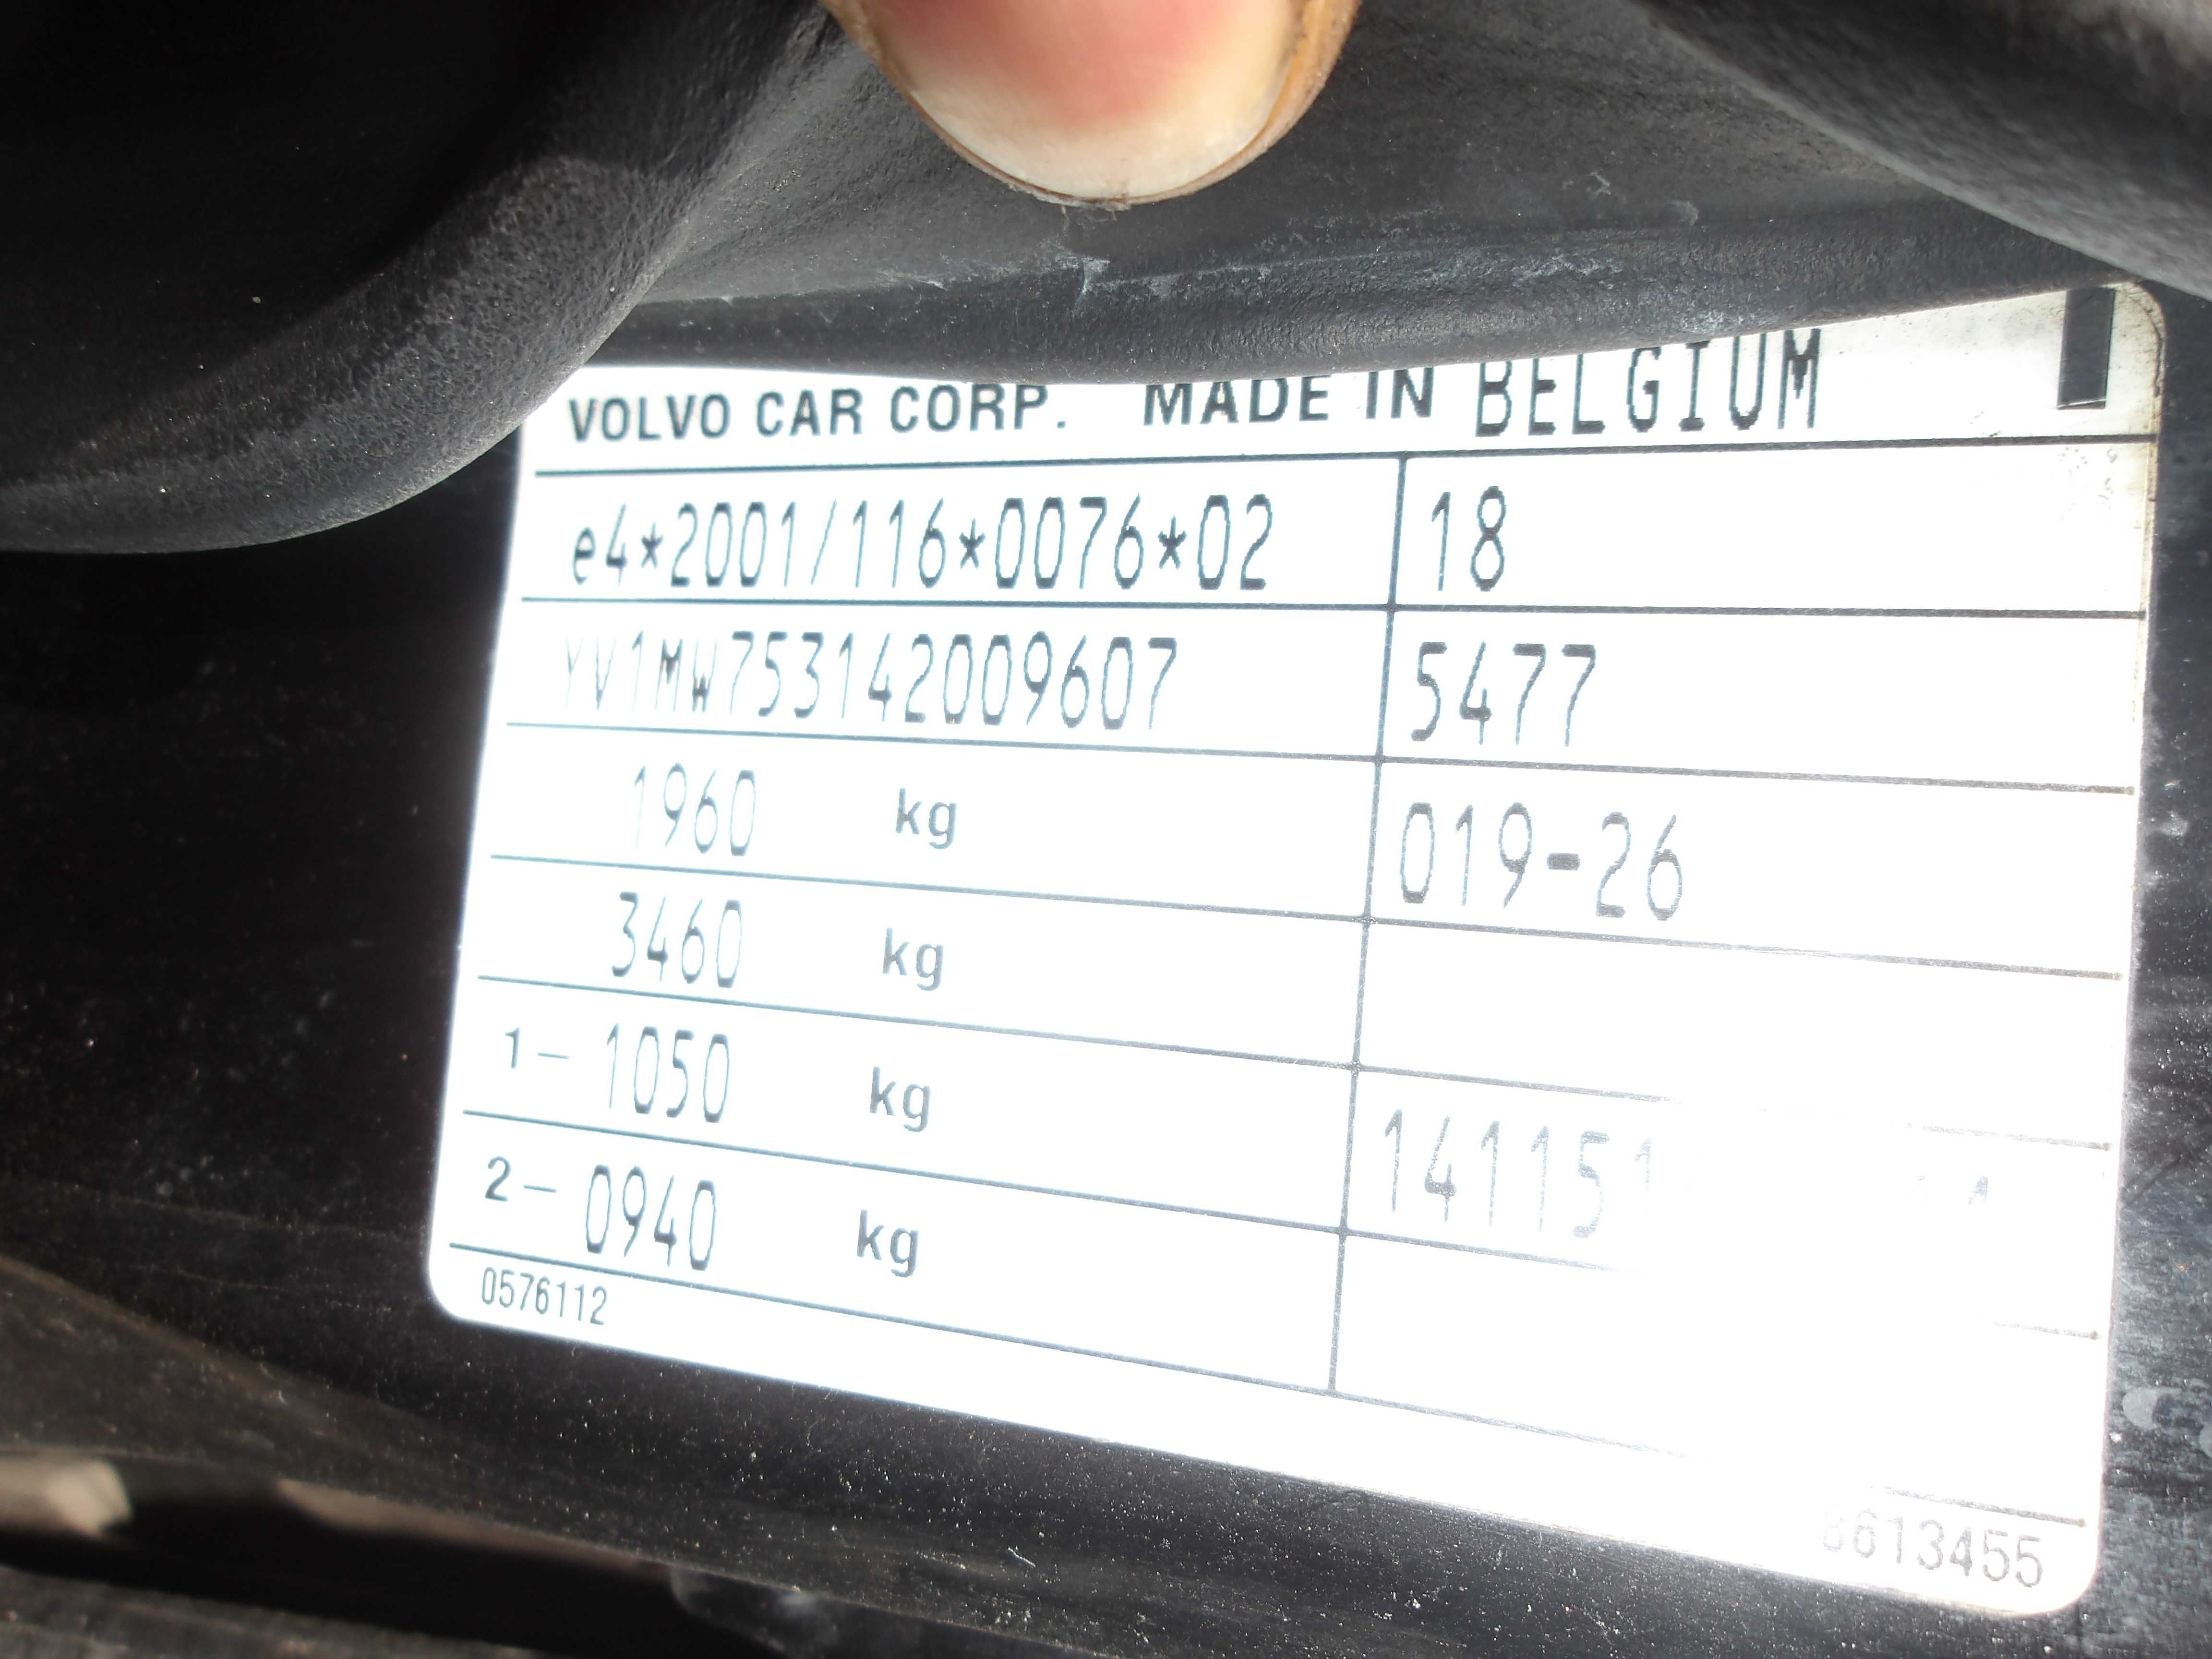 VOLVO CAR CORP. MADE IN BELGIUM
e4*2001/116*0076*02 18
YV1MW753142009607 5477
1960 kg 019-26
3460 kg
1- 1050 kg
2- 0940 kg
0576112
8613455